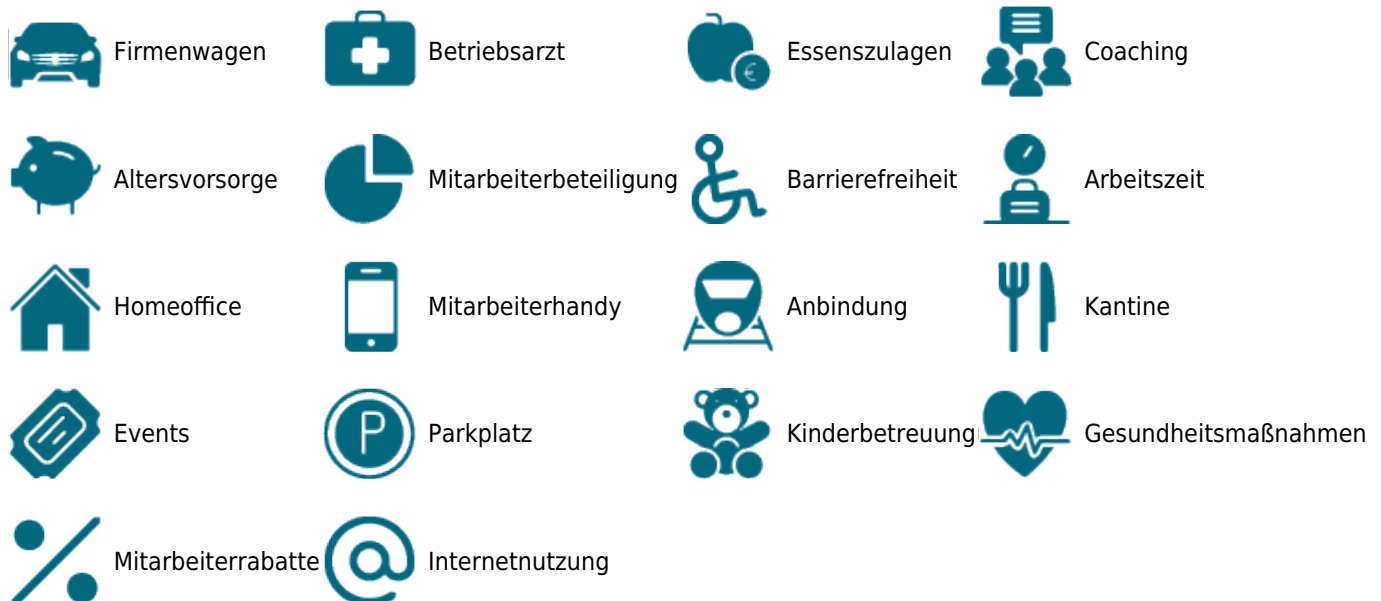 Firmenwagen
Betriebsarzt
Essenszulagen
Coaching
Altersvorsorge
Mitarbeiterbeteiligung
Barrierefreiheit
Arbeitszeit
Homeoffice
Mitarbeiterhandy
Anbindung
Kantine
Events
P
Parkplatz
Kinderbetreuung
Gesundheitsmaßnahmen
Mitarbeiterrabatte
Internetnutzung